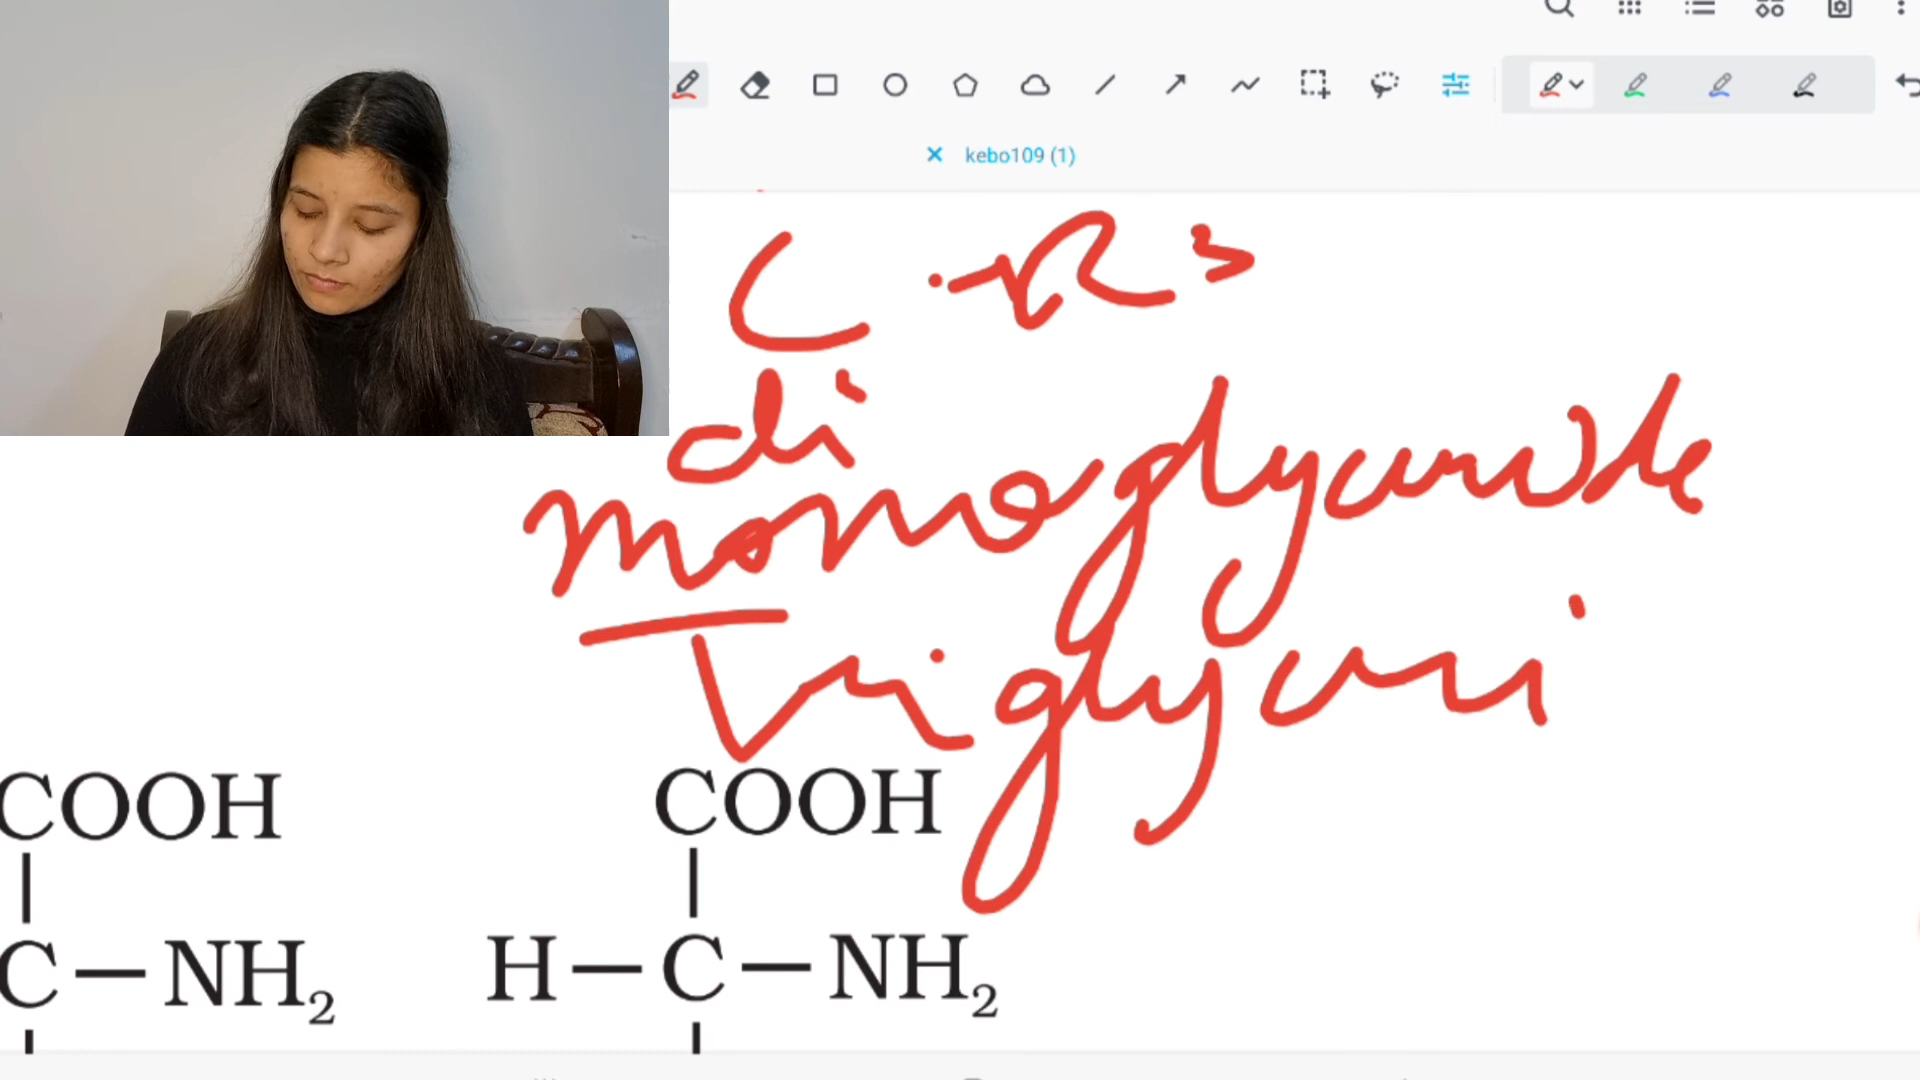 kebo109 (1)
C - R3
di
monoglyceride
Triglyceri
COOH COOH
C — NH2 H — C — NH2